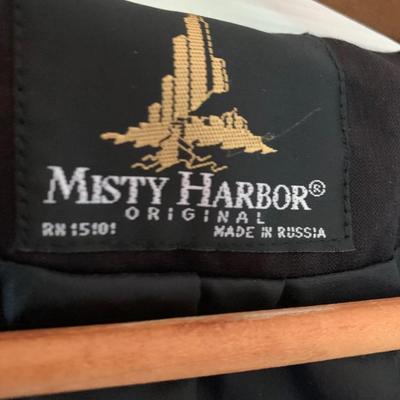 MISTY HARBOR®
ORIGINAL
RN 15101 MADE IN RUSSIA